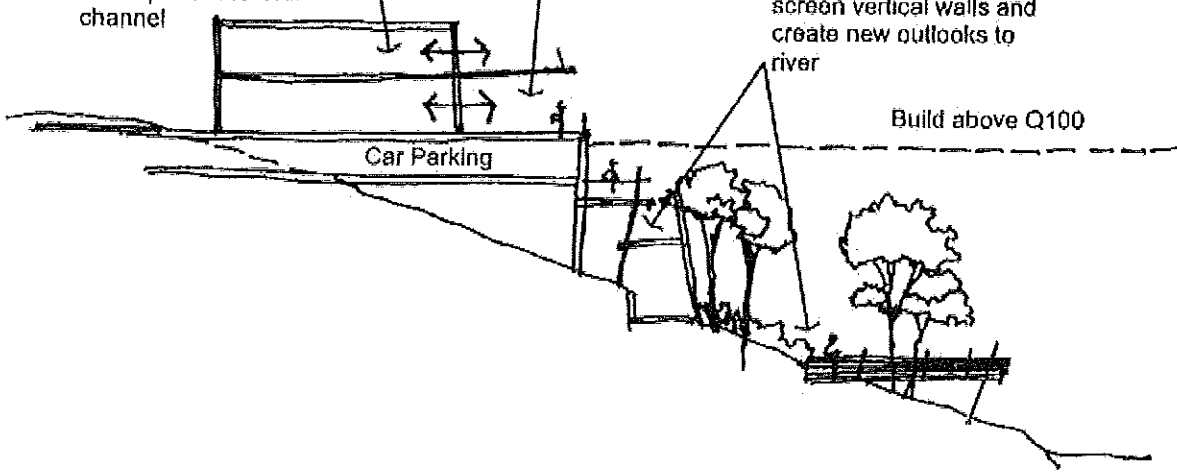 channel
screen vertical walls and
create new outlooks to
river
Build above Q100
Car Parking